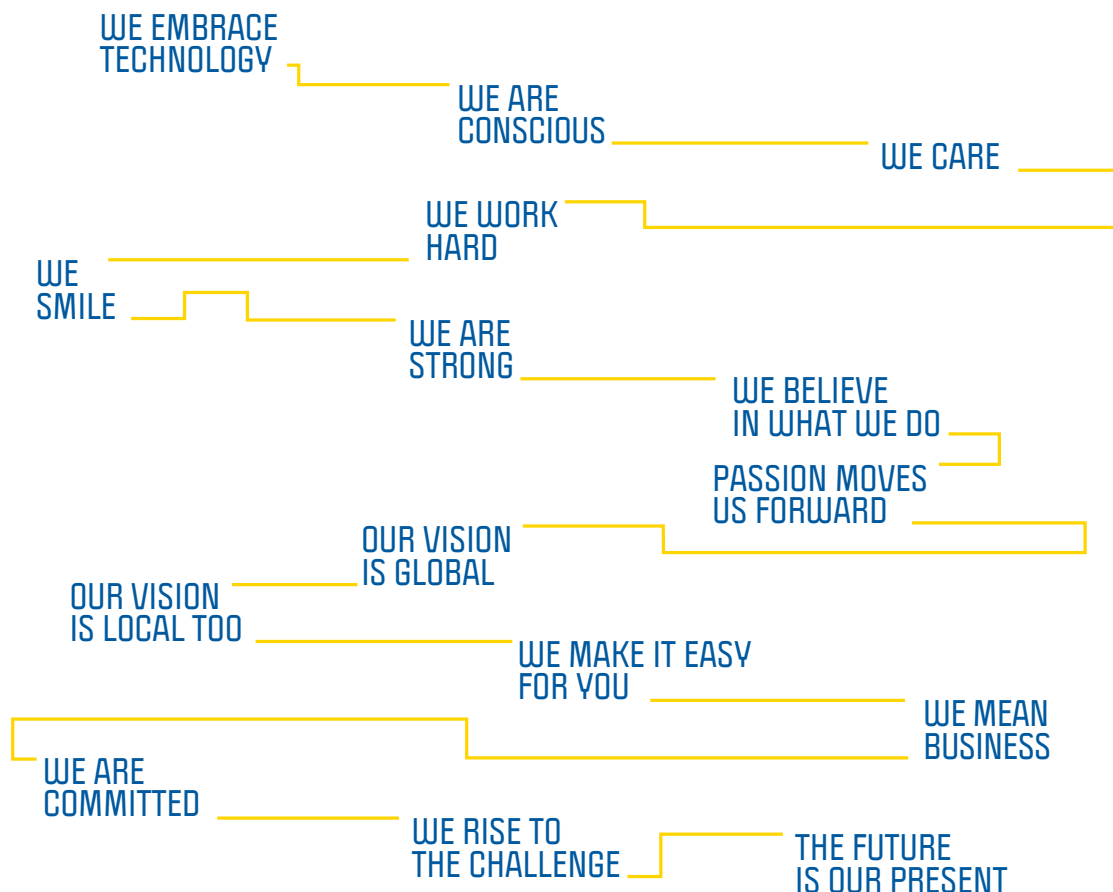 WE EMBRACE
TECHNOLOGY
WE ARE
CONSCIOUS
WE CARE
WE WORK
HARD
WE
SMILE
WE ARE
STRONG
WE BELIEVE
IN WHAT WE DO
PASSION MOVES
US FORWARD
OUR VISION
IS GLOBAL
OUR VISION
IS LOCAL TOO
WE MAKE IT EASY
FOR YOU
WE MEAN
BUSINESS
WE ARE
COMMITTED
WE RISE TO
THE CHALLENGE
THE FUTURE
IS OUR PRESENT